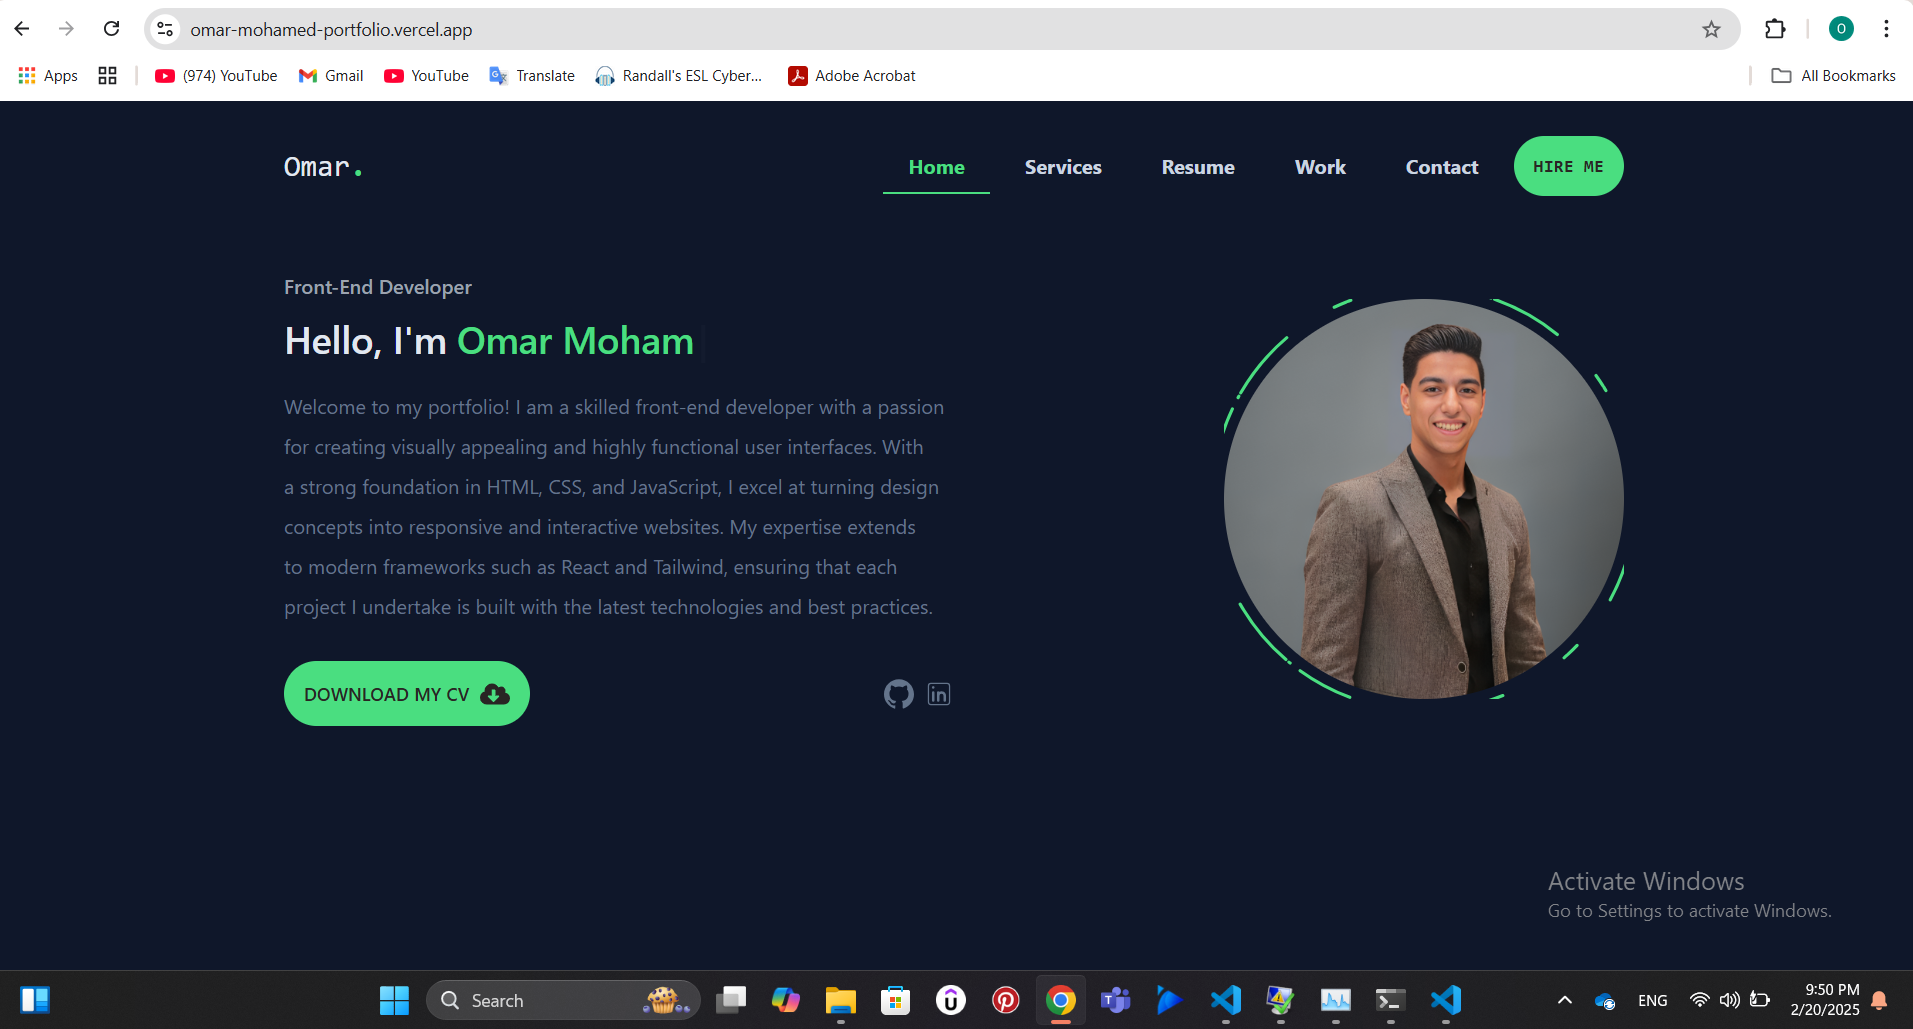 omar-mohamed-portfolio.vercel.app
O
Apps
(974) YouTube
Gmail
YouTube
Translate
Randall's ESL Cyber...
Adobe Acrobat
All Bookmarks
Omar.
Home
Services
Resume
Work
Contact
HIRE ME
Front-End Developer
Hello, I'm Omar Moham
Welcome to my portfolio! I am a skilled front-end developer with a passion
for creating visually appealing and highly functional user interfaces. With
a strong foundation in HTML, CSS, and JavaScript, I excel at turning design
concepts into responsive and interactive websites. My expertise extends
to modern frameworks such as React and Tailwind, ensuring that each
project I undertake is built with the latest technologies and best practices.
DOWNLOAD MY CV
in
Activate Windows
Go to Settings to activate Windows.
Search
ENG
9:50 PM
2/20/2025